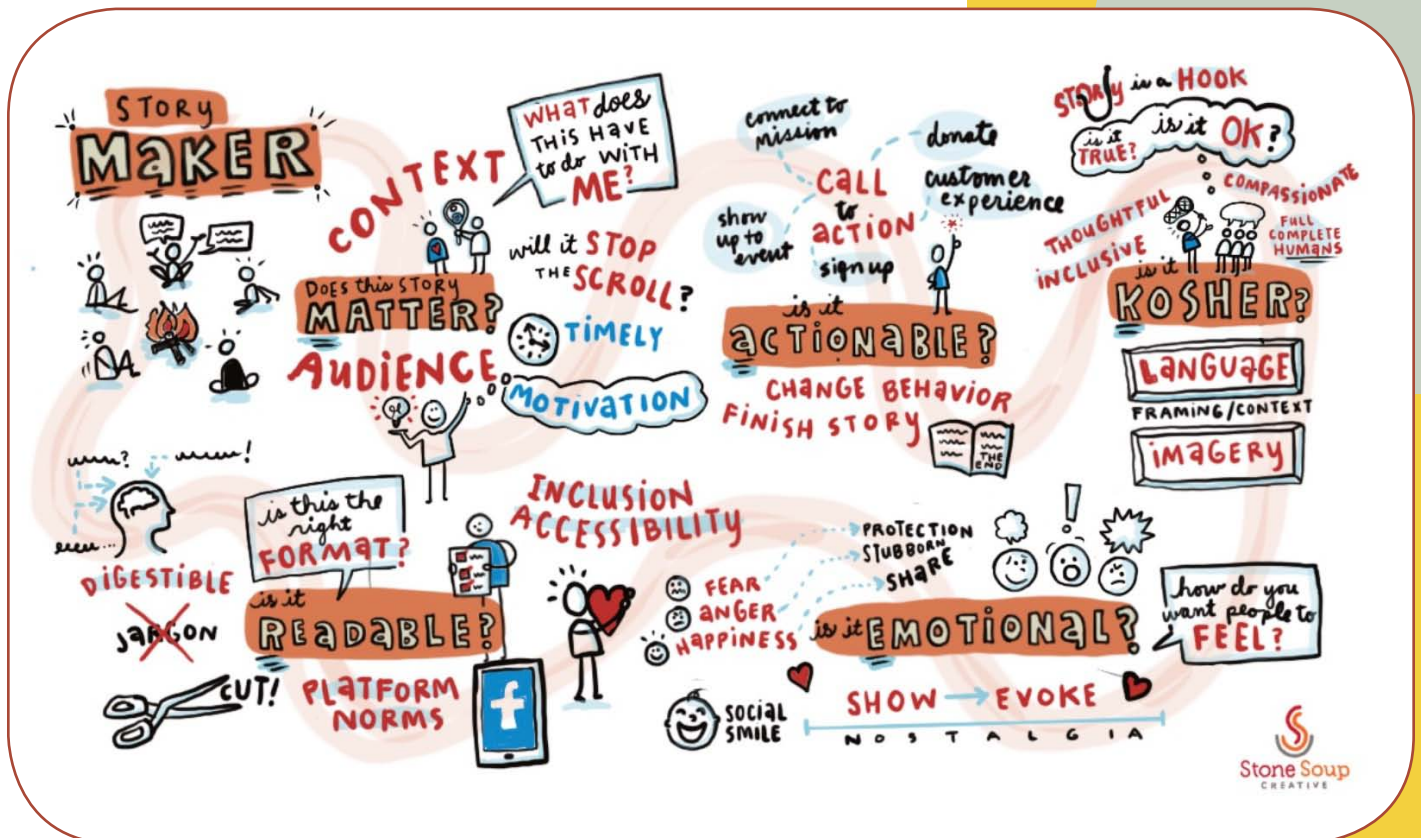 STORY
MAKER
CONTEXT
WHAT does
THIS HAVE
to do WITH
ME?
DOES this STORY
MATTER?
will it STOP
THE SCROLL?
TIMELY
AUDIENCE
MOTIVATION
connect to
mission
donate
CALL
to
ACTION
customer
experience
show
up to
event
sign up
is it
ACTIONABLE?
CHANGE BEHAVIOR
FINISH STORY
THE
END
STORY is a HOOK
is it
TRUE?
is it OK?
COMPASSIONATE
THOUGHTFUL
INCLUSIVE
FULL
COMPLETE
HUMANS
is it
KOSHER?
LANGUAGE
FRAMING/CONTEXT
IMAGERY
?
!
DIGESTIBLE
JARGON
CUT!
is this the
right
FORMAT?
is it
READABLE?
PLATFORM
NORMS
f
INCLUSION
ACCESSIBILITY
FEAR
ANGER
HAPPINESS
PROTECTION
STUBBORN
SHARE
!
is it EMOTIONAL?
how do you
want people to
FEEL?
SOCIAL
SMILE
SHOW → EVOKE
NOSTALGIA
Stone Soup
CREATIVE